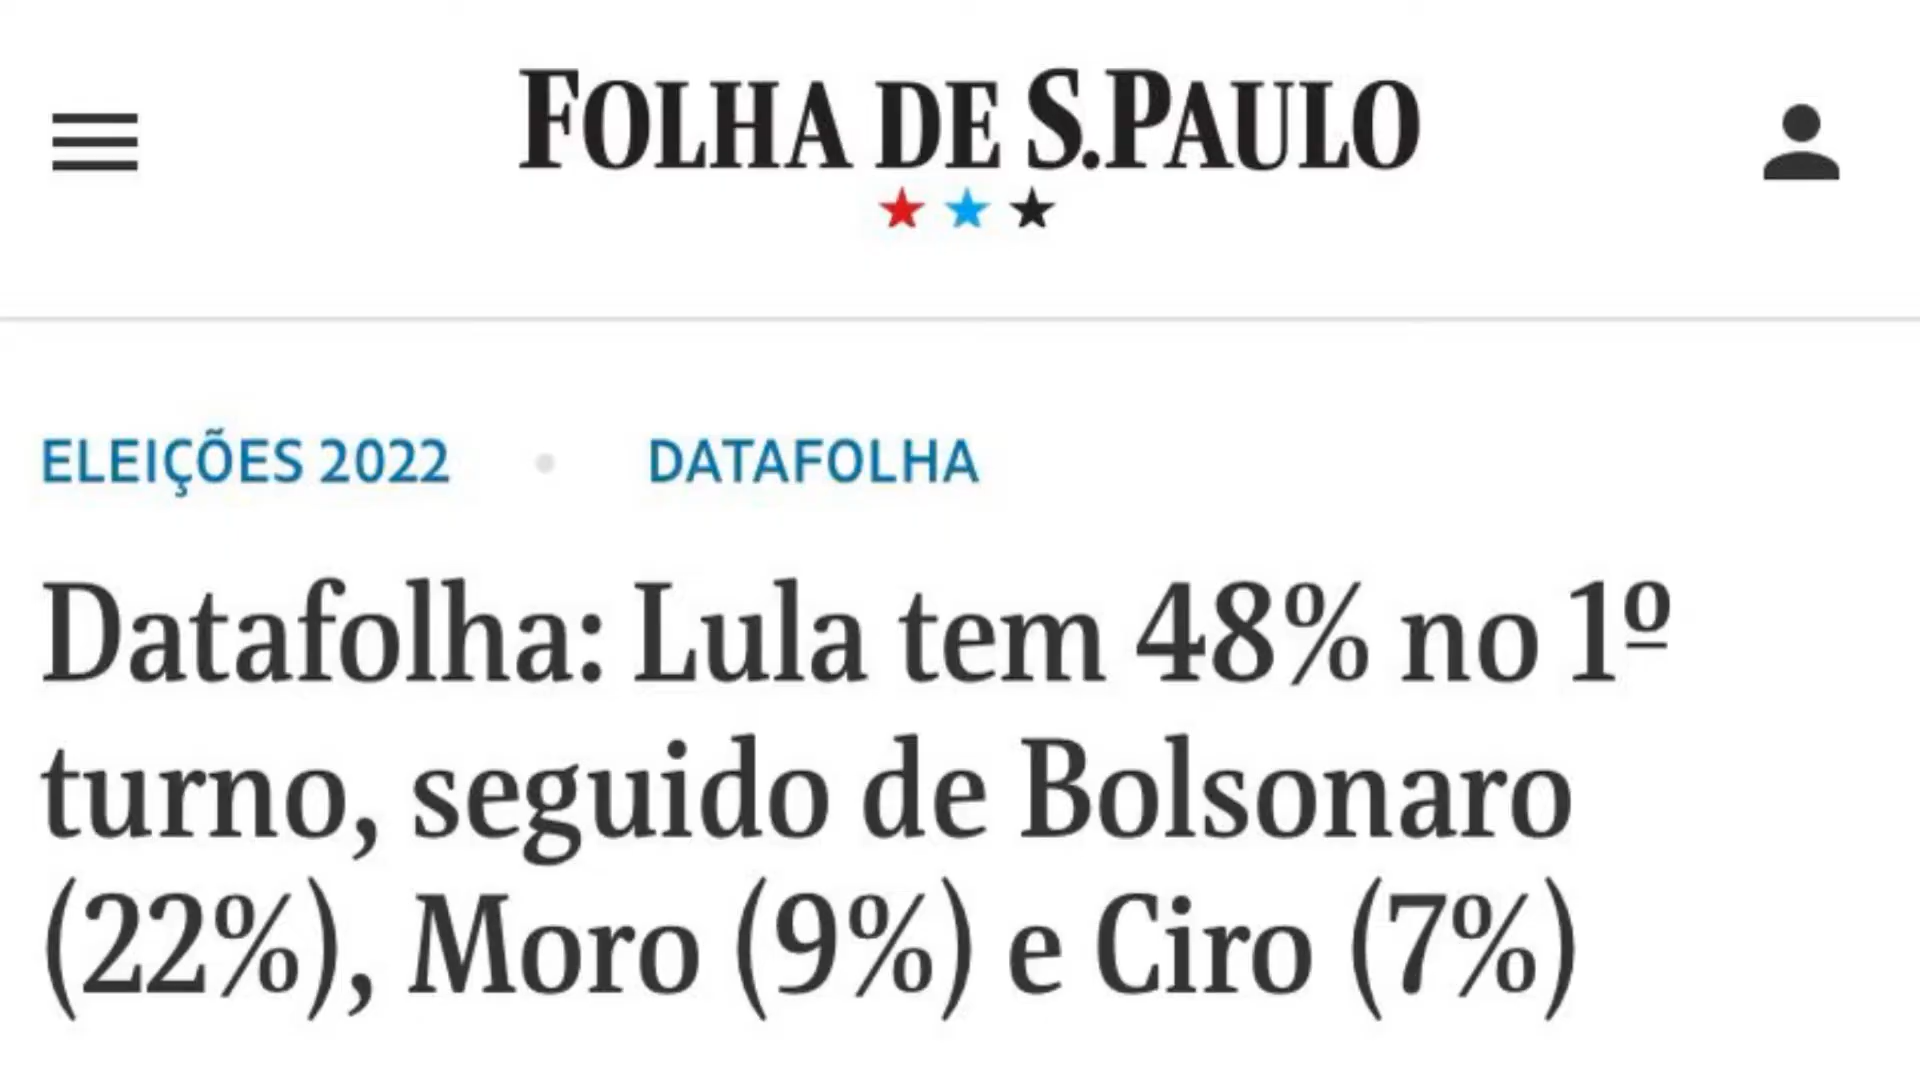 FOLHA DE S.PAULO
ELEIÇÕES 2022 • DATAFOLHA
Datafolha: Lula tem 48% no 1º
turno, seguido de Bolsonaro
(22%), Moro (9%) e Ciro (7%)